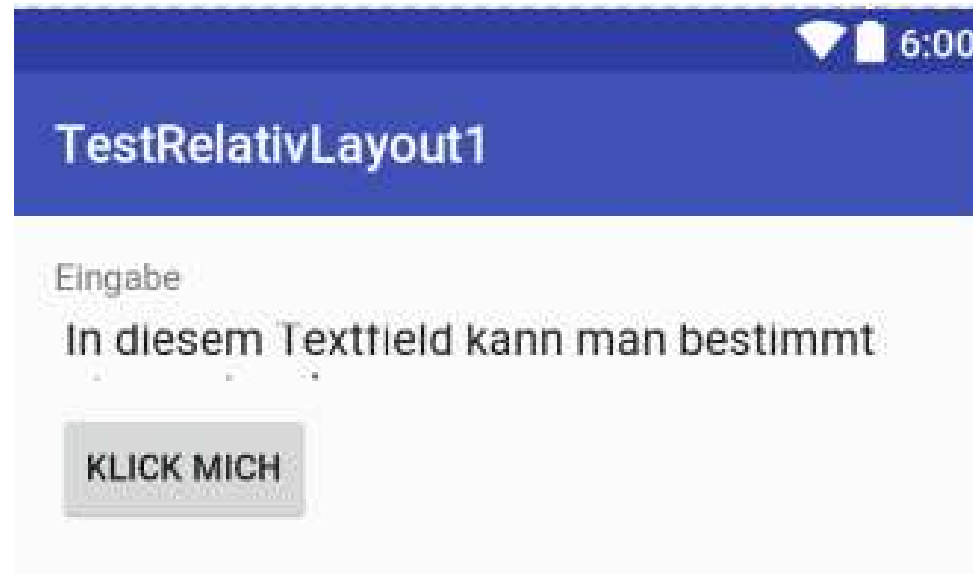 6:00
TestRelativLayout1
Eingabe
In diesem Textfield kann man bestimmt
KLICK MICH